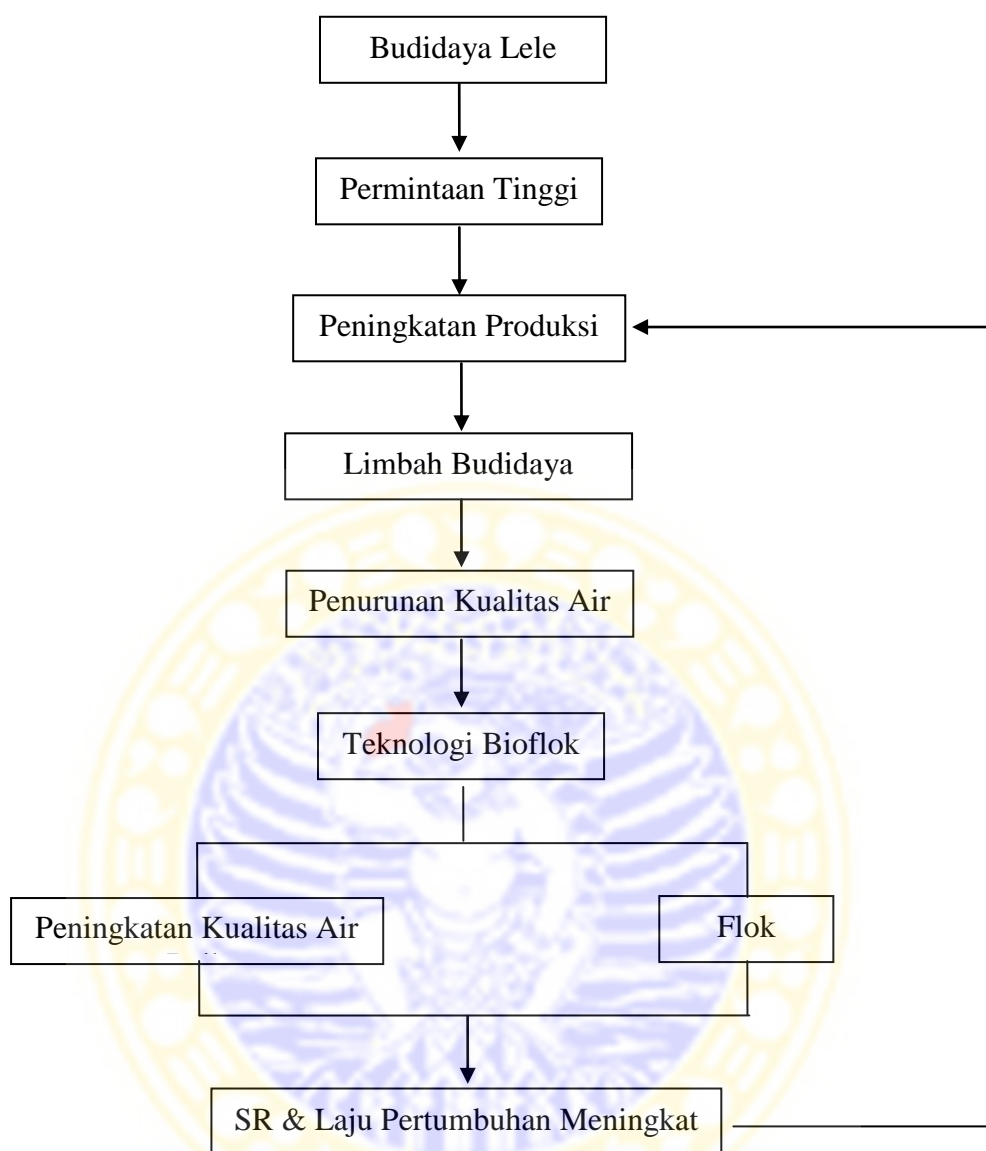 Budidaya Lele
Permintaan Tinggi
Peningkatan Produksi
Limbah Budidaya
Penurunan Kualitas Air
Teknologi Bioflok
Peningkatan Kualitas Air
Flok
SR & Laju Pertumbuhan Meningkat